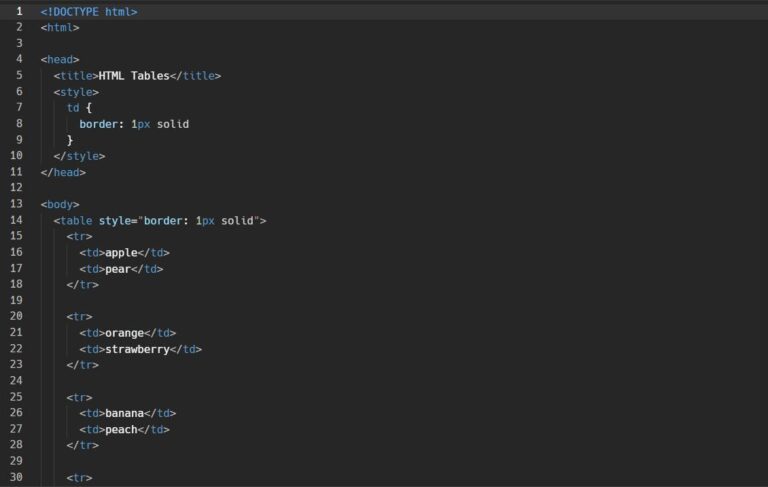 1 <!DOCTYPE html>
2 <html>
3
4 <head>
5   <title>HTML Tables</title>
6   <style>
7     td {
8       border: 1px solid
9     }
10   </style>
11 </head>
12
13 <body>
14   <table style="border: 1px solid">
15     <tr>
16       <td>apple</td>
17       <td>pear</td>
18     </tr>
19
20     <tr>
21       <td>orange</td>
22       <td>strawberry</td>
23     </tr>
24
25     <tr>
26       <td>banana</td>
27       <td>peach</td>
28     </tr>
29
30     <tr>